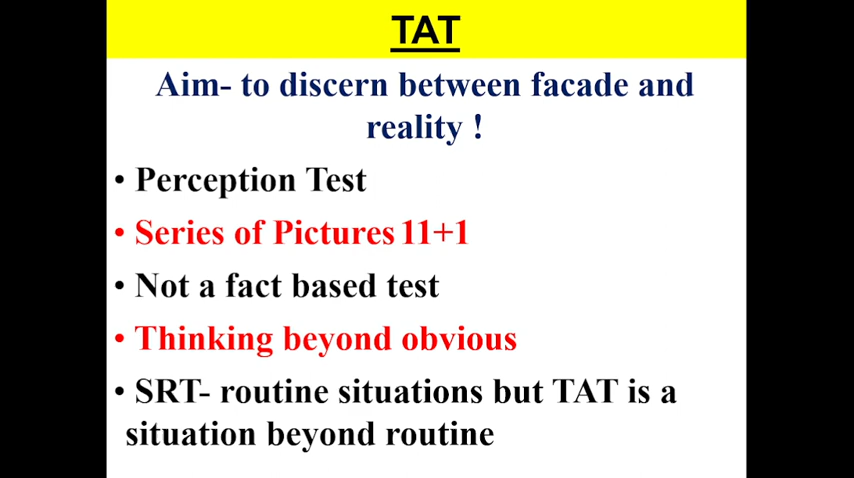 TAT
Aim- to discern between facade and
reality !
• Perception Test
• Series of Pictures 11+1
• Not a fact based test
• Thinking beyond obvious
• SRT- routine situations but TAT is a
situation beyond routine